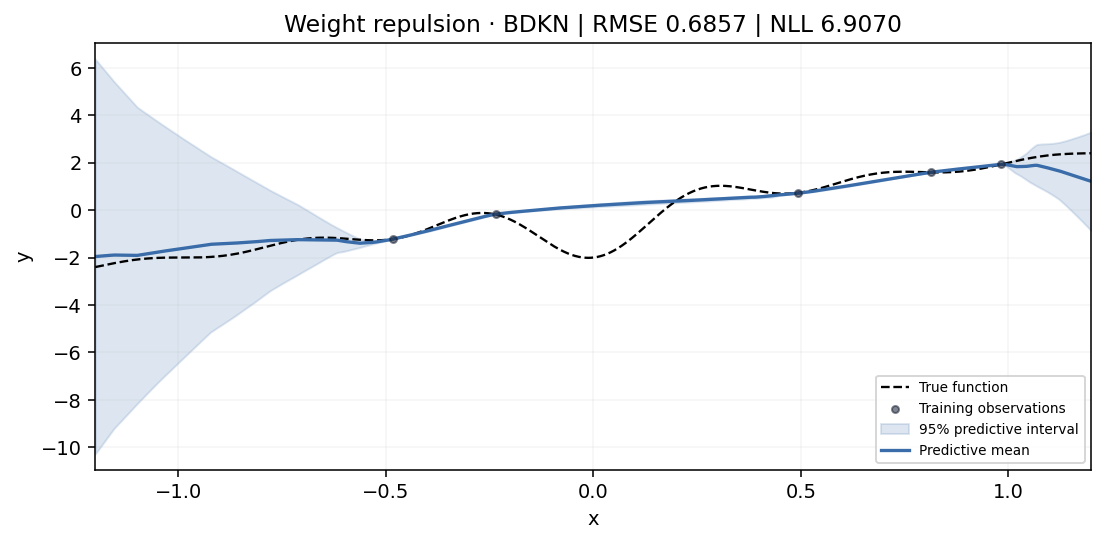 Weight repulsion · BDKN | RMSE 0.6857 | NLL 6.9070
y
6
4
2
0
−2
−4
−6
−8
−10
True function
Training observations
95% predictive interval
Predictive mean
−1.0 −0.5 0.0 0.5 1.0
x